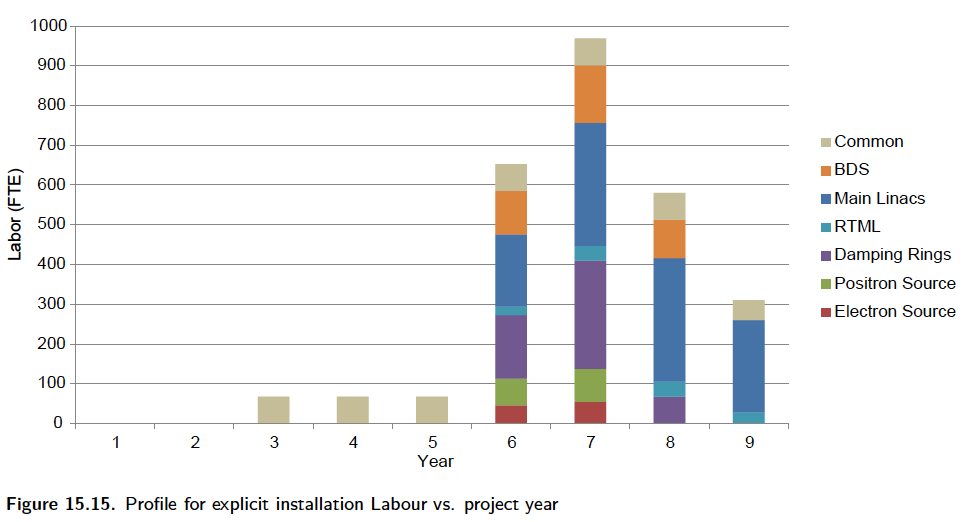 1000
900
800
700
600
500
400
300
200
100
0
Labor (FTE)
1 2 3 4 5 6 7 8 9
Year
Common
BDS
Main Linacs
RTML
Damping Rings
Positron Source
Electron Source
Figure 15.15. Profile for explicit installation Labour vs. project year